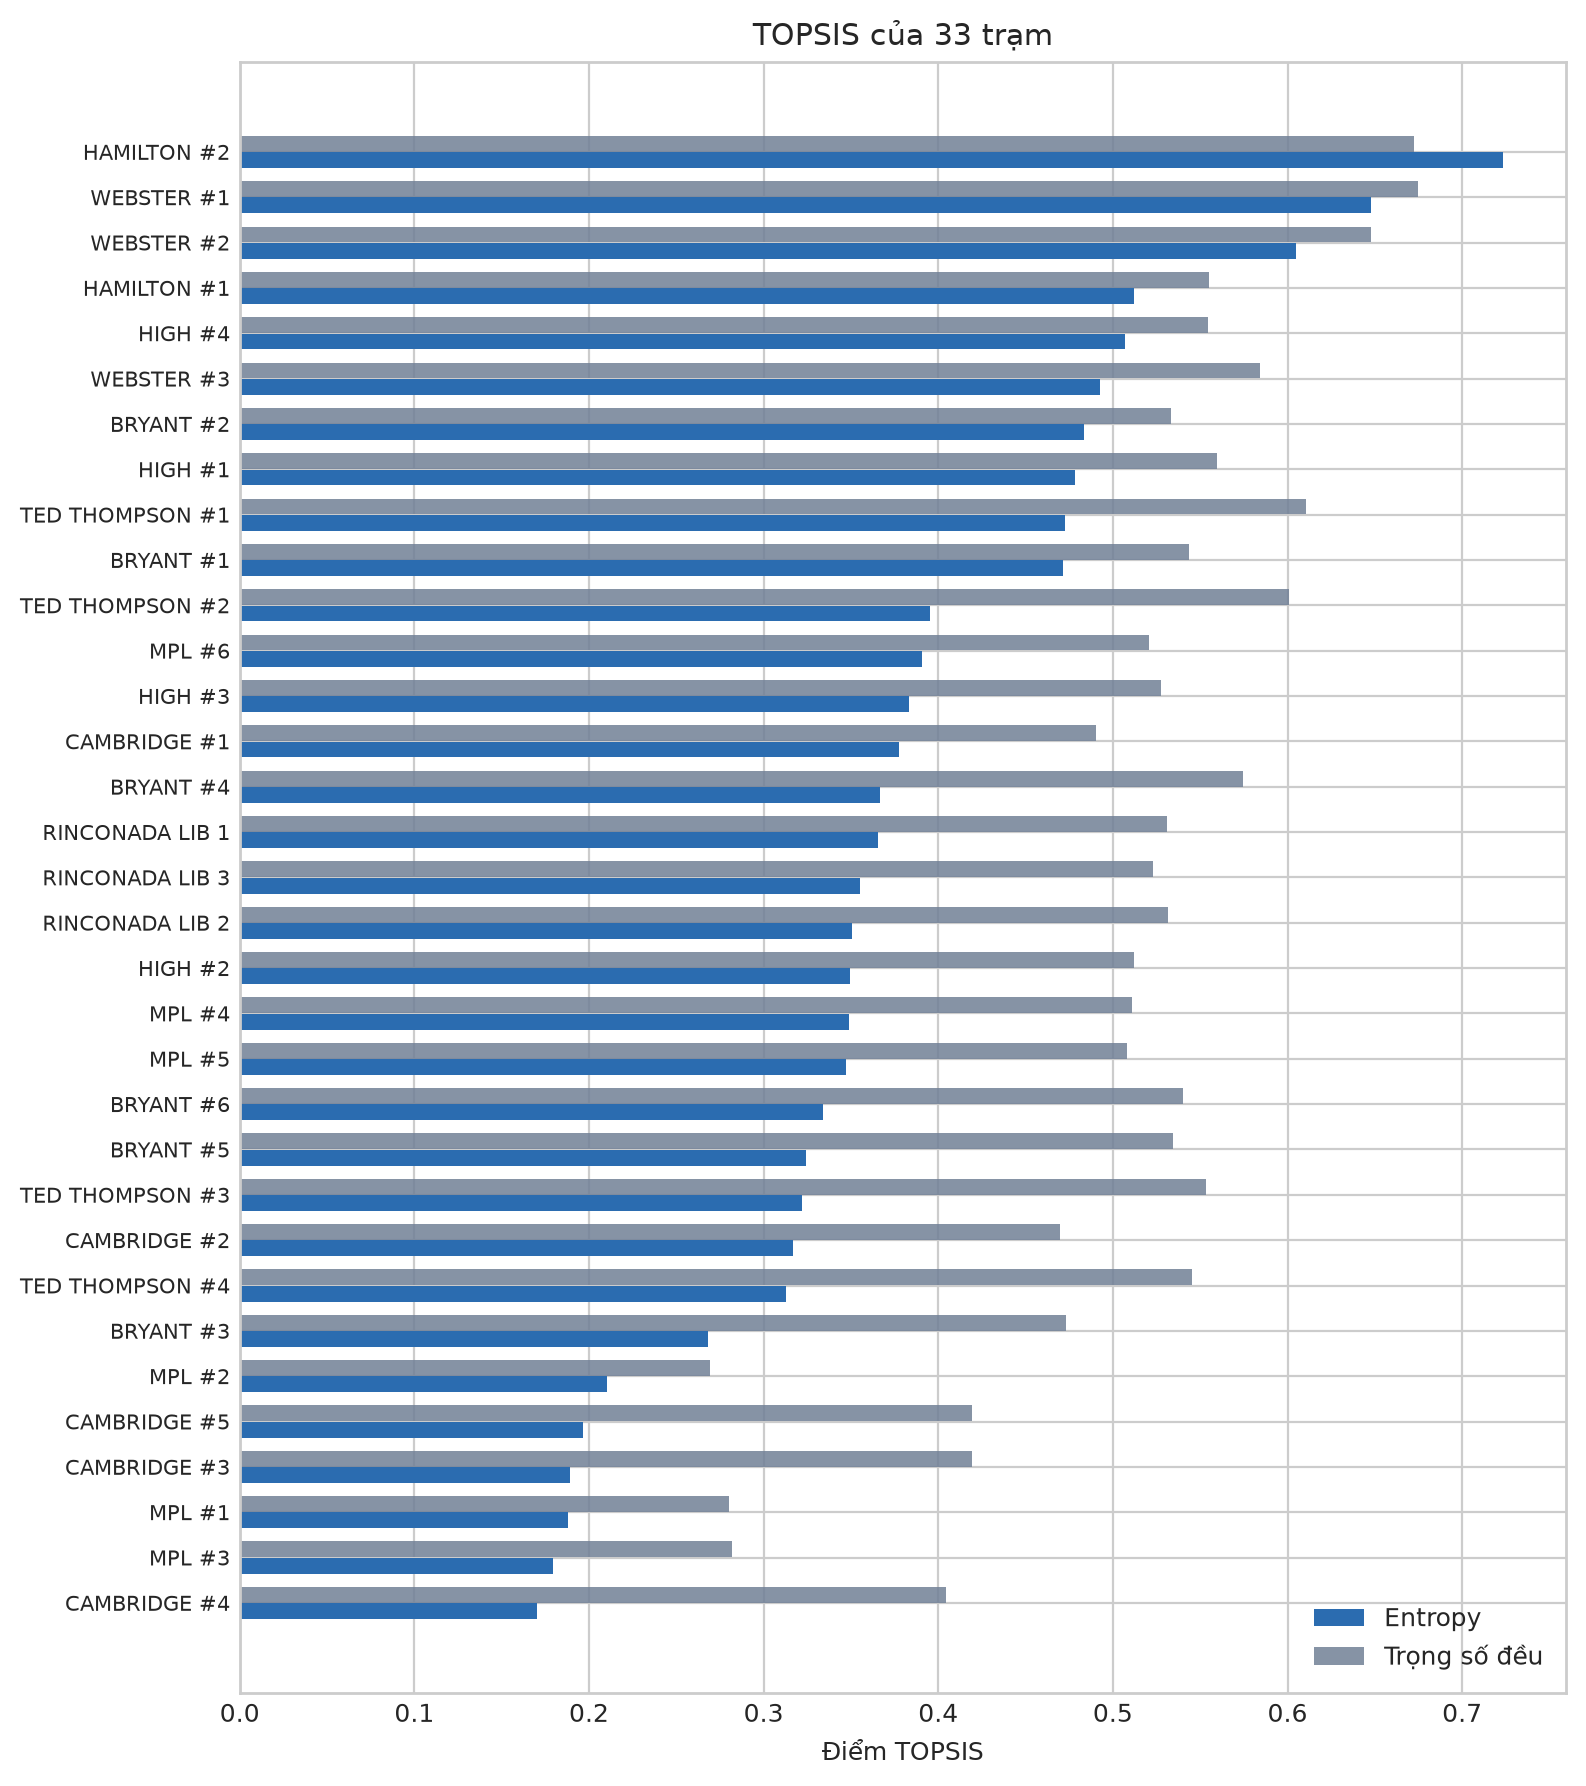 TOPSIS của 33 trạm
HAMILTON #2
WEBSTER #1
WEBSTER #2
HAMILTON #1
HIGH #4
WEBSTER #3
BRYANT #2
HIGH #1
TED THOMPSON #1
BRYANT #1
TED THOMPSON #2
MPL #6
HIGH #3
CAMBRIDGE #1
BRYANT #4
RINCONADA LIB 1
RINCONADA LIB 3
RINCONADA LIB 2
HIGH #2
MPL #4
MPL #5
BRYANT #6
BRYANT #5
TED THOMPSON #3
CAMBRIDGE #2
TED THOMPSON #4
BRYANT #3
MPL #2
CAMBRIDGE #5
CAMBRIDGE #3
MPL #1
MPL #3
CAMBRIDGE #4
Entropy
Trọng số đều
0.0 0.1 0.2 0.3 0.4 0.5 0.6 0.7
Điểm TOPSIS